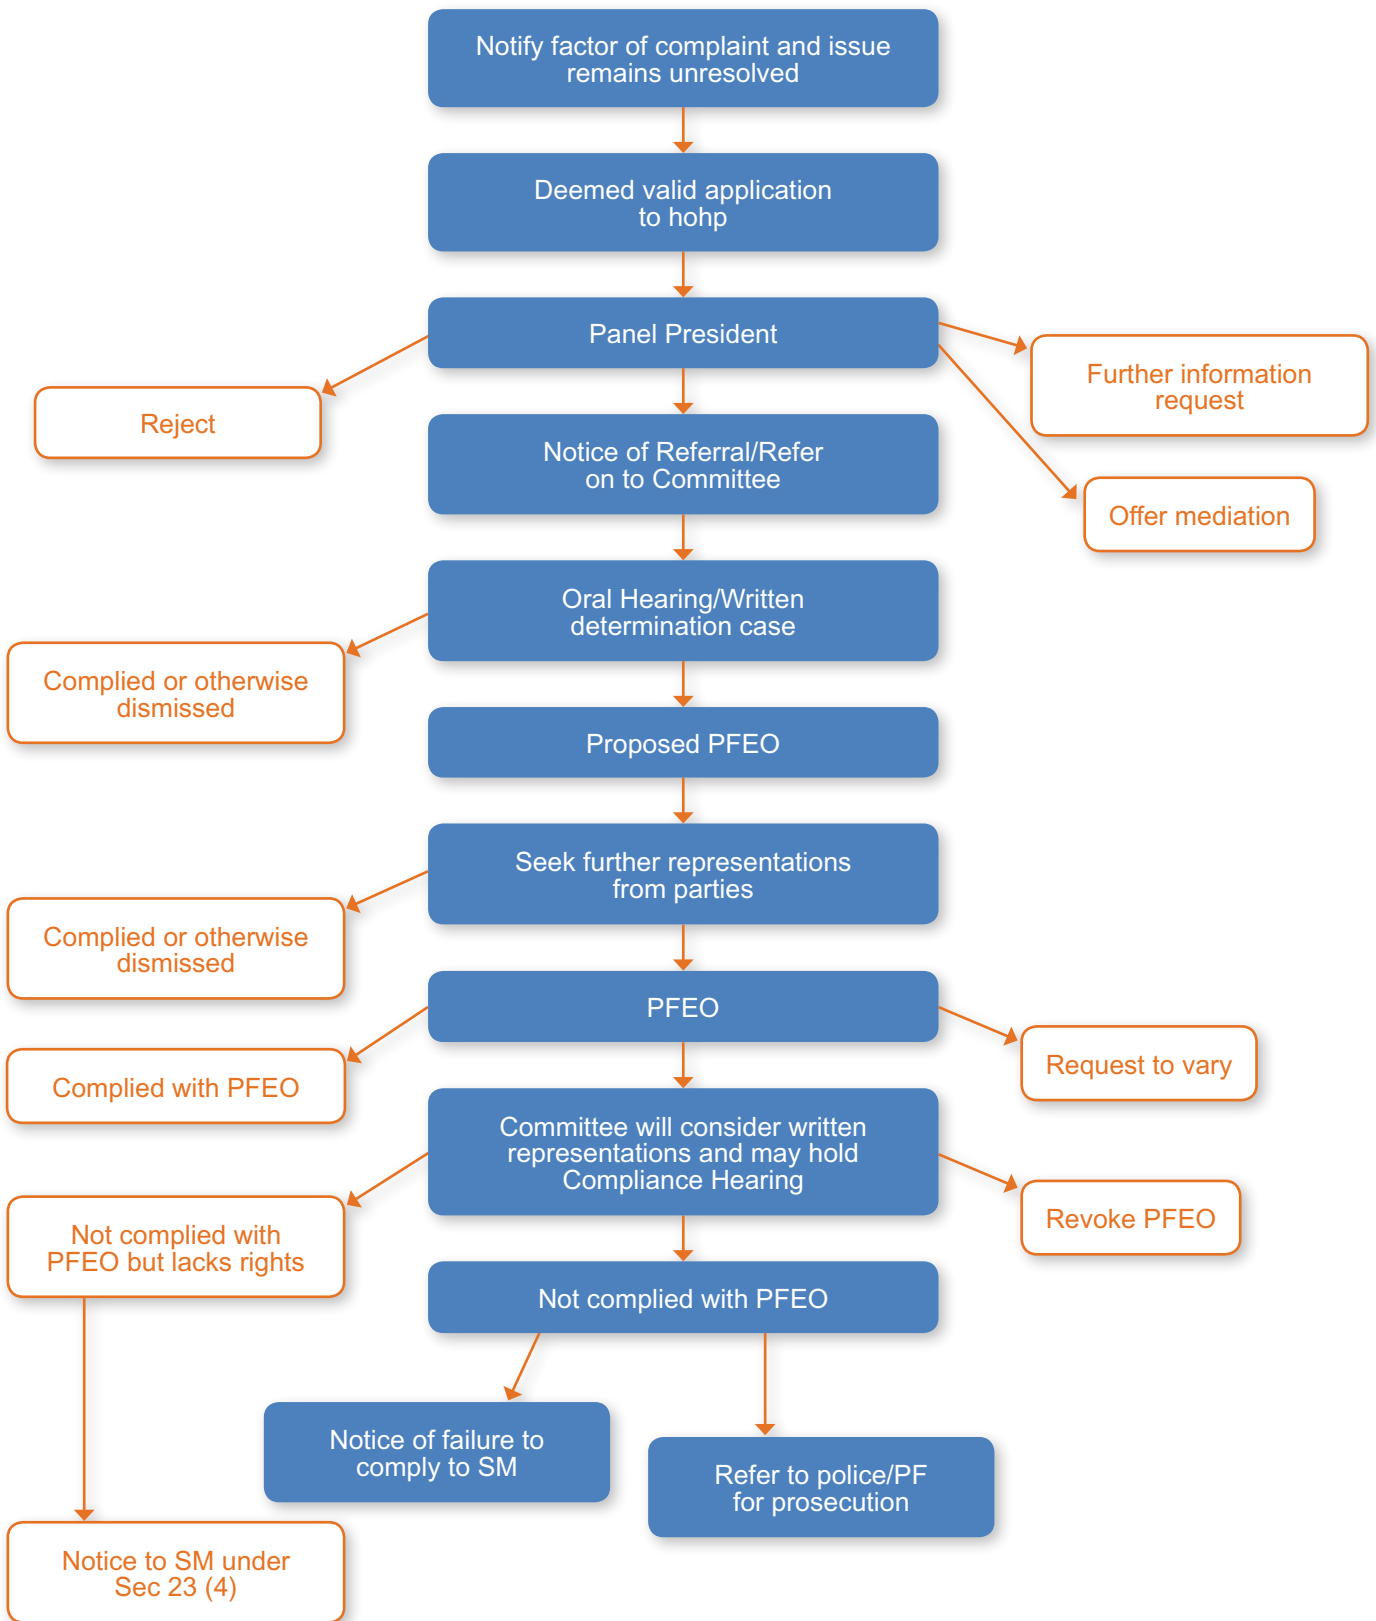 Notify factor of complaint and issue
remains unresolved
Deemed valid application
to hohp
Panel President
Further information
request
Reject
Notice of Referral/Refer
on to Committee
Offer mediation
Oral Hearing/Written
determination case
Complied or otherwise
dismissed
Proposed PFEO
Seek further representations
from parties
Complied or otherwise
dismissed
PFEO
Complied with PFEO
Request to vary
Committee will consider written
representations and may hold
Compliance Hearing
Not complied with
PFEO but lacks rights
Revoke PFEO
Not complied with PFEO
Notice of failure to
comply to SM
Refer to police/PF
for prosecution
Notice to SM under
Sec 23 (4)